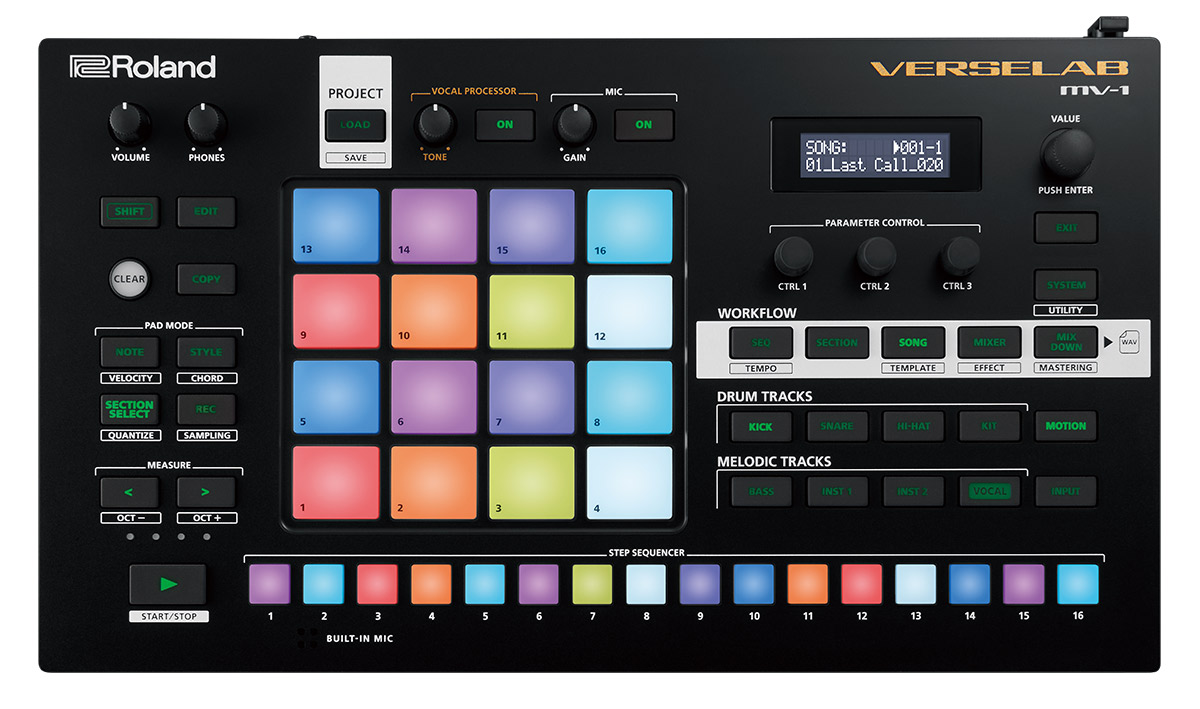 Roland
VERSELAB
MV-1
PROJECT
LOAD
SAVE
VOCAL PROCESSOR
TONE
ON
MIC
GAIN
ON
VOLUME
PHONES
SONG: ▶001-1
01_Last Call_020
VALUE
PUSH ENTER
SHIFT
EDIT
CLEAR
COPY
EXIT
PARAMETER CONTROL
CTRL 1
CTRL 2
CTRL 3
SYSTEM
UTILITY
PAD MODE
NOTE
STYLE
VELOCITY
CHORD
SECTION
SELECT
REC
QUANTIZE
SAMPLING
MEASURE
<
>
OCT −
OCT +
START/STOP
13
14
15
16
9
10
11
12
5
6
7
8
1
2
3
4
WORKFLOW
SEQ
SECTION
SONG
MIXER
MIX
DOWN
WAV
TEMPO
TEMPLATE
EFFECT
MASTERING
DRUM TRACKS
KICK
SNARE
HI-HAT
KIT
MOTION
MELODIC TRACKS
BASS
INST 1
INST 2
VOCAL
INPUT
STEP SEQUENCER
1 2 3 4 5 6 7 8 9 10 11 12 13 14 15 16
BUILT-IN MIC